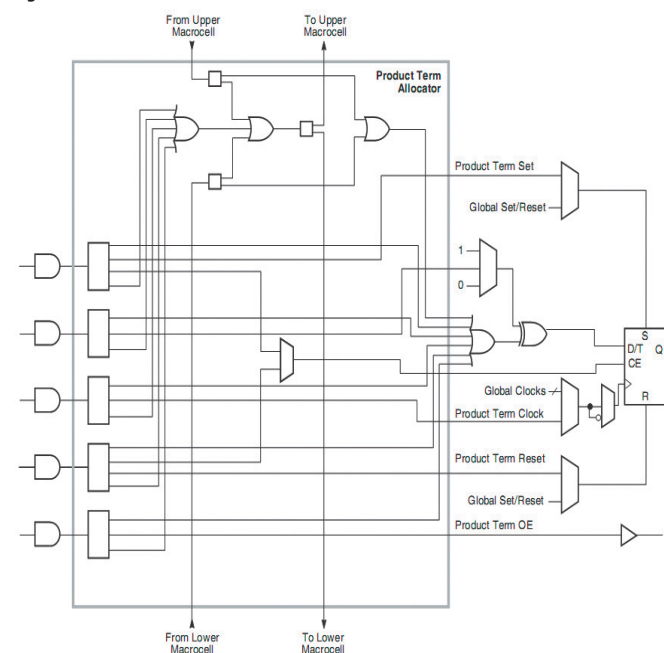 From Upper
Macrocell
To Upper
Macrocell
Product Term
Allocator
Product Term Set
Global Set/Reset
1
0
S
D/T Q
CE
Global Clocks
R
Product Term Clock
Product Term Reset
Global Set/Reset
Product Term OE
From Lower
Macrocell
To Lower
Macrocell